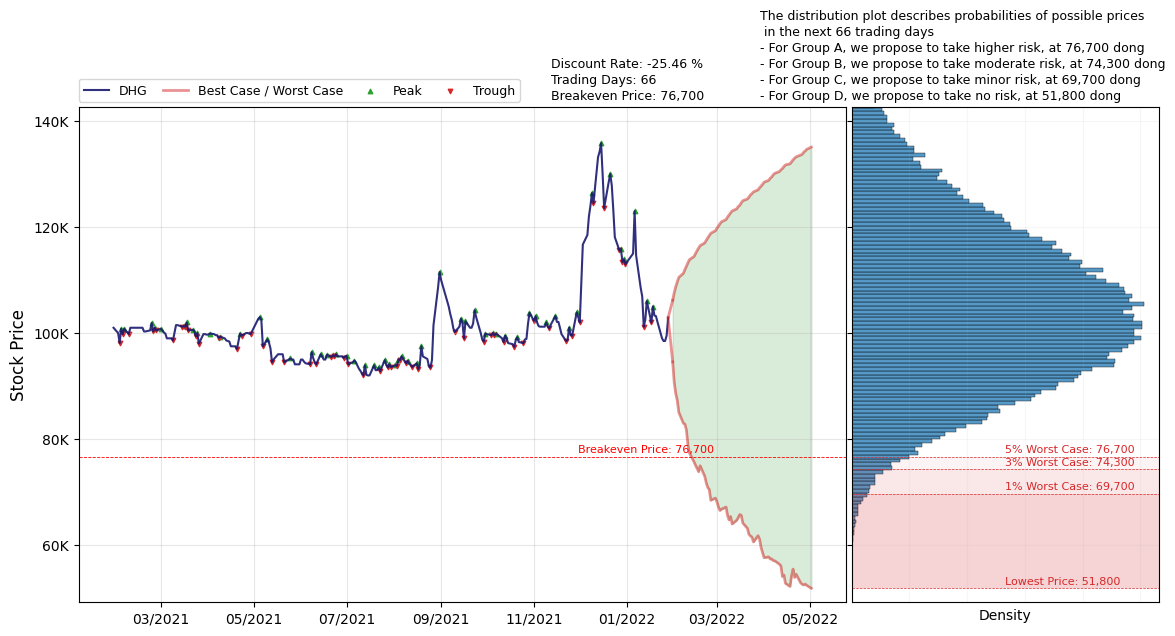 The distribution plot describes probabilities of possible prices
in the next 66 trading days
- For Group A, we propose to take higher risk, at 76,700 dong
- For Group B, we propose to take moderate risk, at 74,300 dong
- For Group C, we propose to take minor risk, at 69,700 dong
- For Group D, we propose to take no risk, at 51,800 dong
Discount Rate: -25.46 %
Trading Days: 66
Breakeven Price: 76,700
DHG
Best Case / Worst Case
Peak
Trough
Stock Price
140K
120K
100K
80K
60K
Breakeven Price: 76,700
03/2021
05/2021
07/2021
09/2021
11/2021
01/2022
03/2022
05/2022
5% Worst Case: 76,700
3% Worst Case: 74,300
1% Worst Case: 69,700
Lowest Price: 51,800
Density